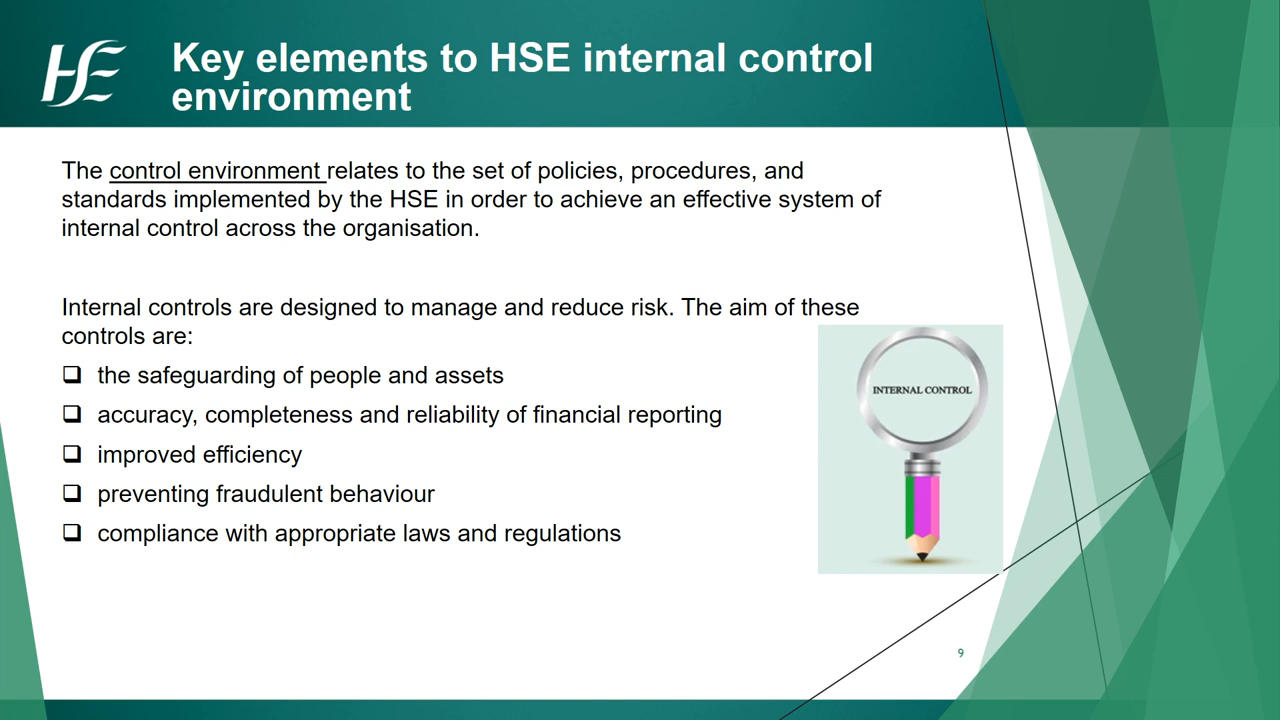 HSE
Key elements to HSE internal control
environment
The control environment relates to the set of policies, procedures, and
standards implemented by the HSE in order to achieve an effective system of
internal control across the organisation.
Internal controls are designed to manage and reduce risk. The aim of these
controls are:
❑ the safeguarding of people and assets
❑ accuracy, completeness and reliability of financial reporting
❑ improved efficiency
❑ preventing fraudulent behaviour
❑ compliance with appropriate laws and regulations
INTERNAL CONTROL
9